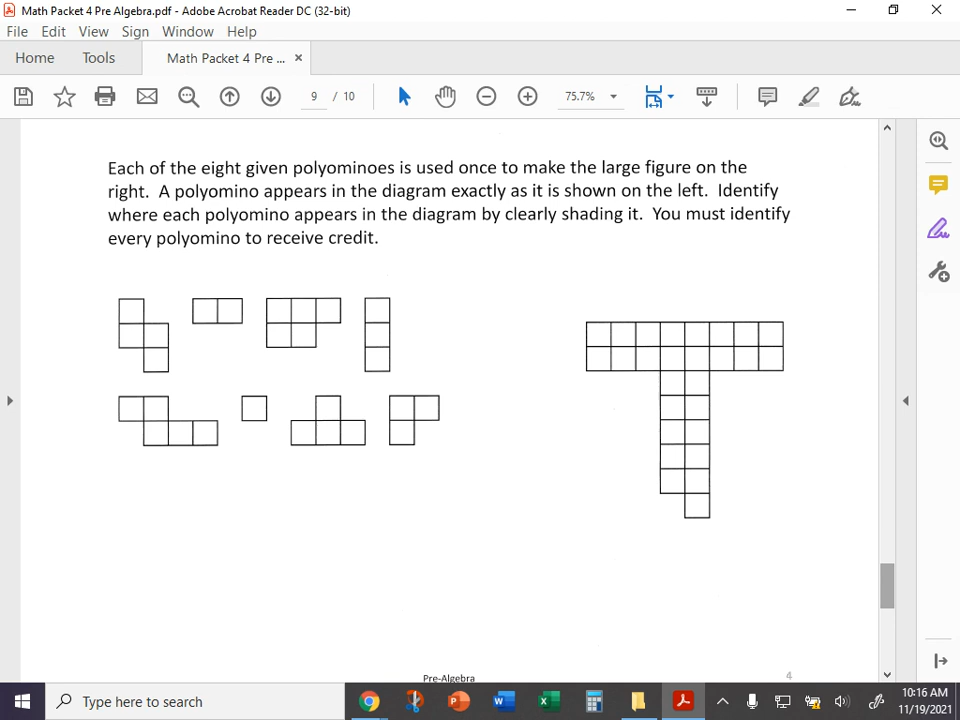 Math Packet 4 Pre Algebra.pdf - Adobe Acrobat Reader DC (32-bit)
File Edit View Sign Window Help
Home Tools Math Packet 4 Pre ... ×
9 / 10 75.7%
Each of the eight given polyominoes is used once to make the large figure on the
right. A polyomino appears in the diagram exactly as it is shown on the left. Identify
where each polyomino appears in the diagram by clearly shading it. You must identify
every polyomino to receive credit.
Pre-Algebra
4
Type here to search
10:16 AM
11/19/2021